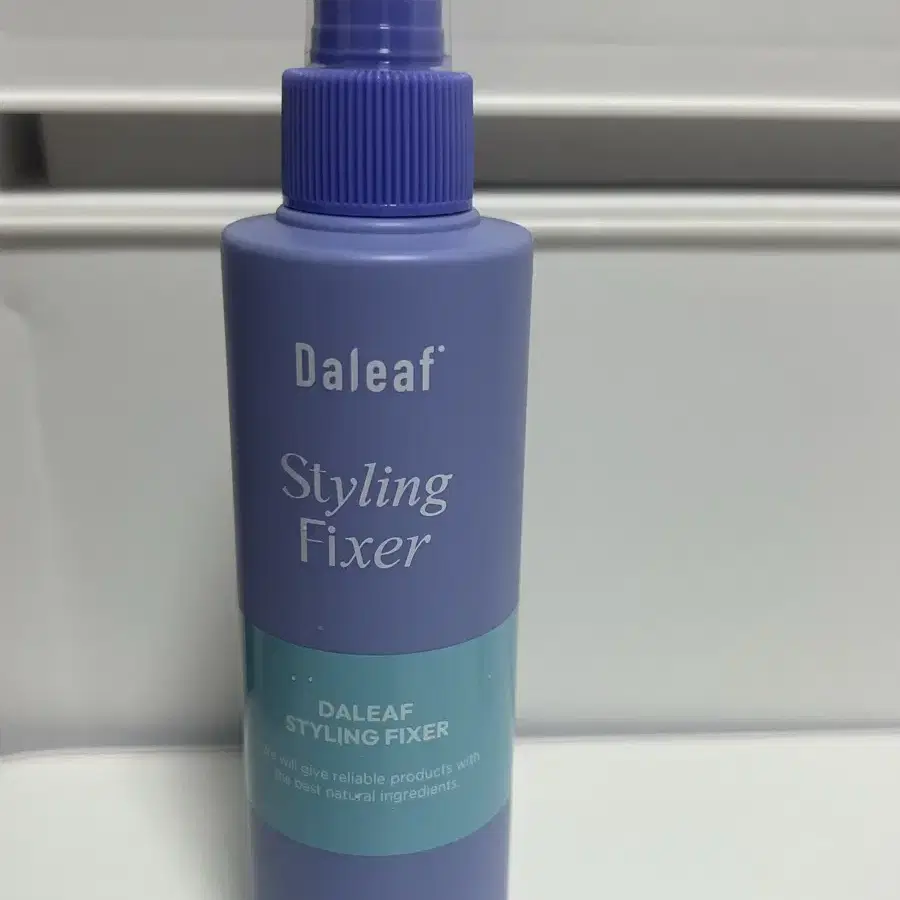 Daleaf
Styling
Fixer
DALEAF
STYLING FIXER
We will give reliable products with
the best natural ingredients.